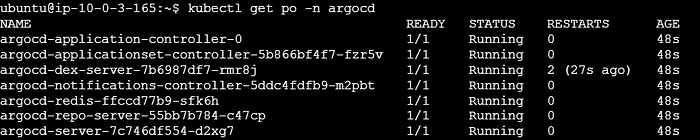 ubuntu@ip-10-0-3-165:~$ kubectl get po -n argocd
NAME READY STATUS RESTARTS AGE
argocd-application-controller-0 1/1 Running 0 48s
argocd-applicationset-controller-5b866bf4f7-fzr5v 1/1 Running 0 48s
argocd-dex-server-7b6987df7-rmr8j 1/1 Running 2 (27s ago) 48s
argocd-notifications-controller-5ddc4fdfb9-m2pbt 1/1 Running 0 48s
argocd-redis-ffccd77b9-sfk6h 1/1 Running 0 48s
argocd-repo-server-55bb7b784-c47cp 1/1 Running 0 48s
argocd-server-7c746df554-d2xg7 1/1 Running 0 48s